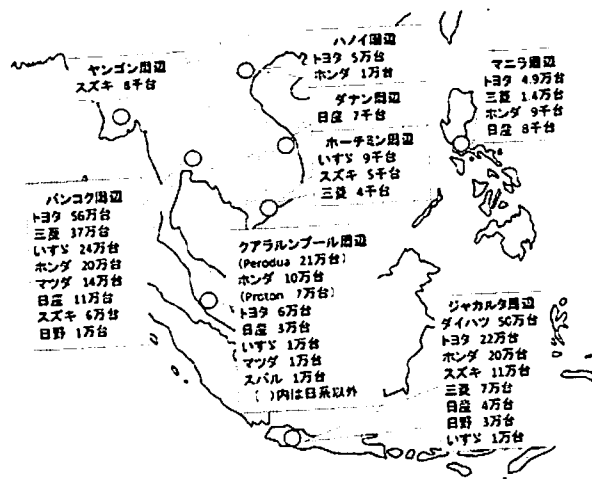 ハノイ周辺
トヨタ 5万台
ホンダ 1万台
ヤンゴン周辺
スズキ 8千台
マニラ周辺
トヨタ 4.9万台
三菱 1.4万台
ホンダ 9千台
日産 8千台
ダナン周辺
日産 7千台
ホーチミン周辺
いすゞ 9千台
スズキ 5千台
三菱 4千台
バンコク周辺
トヨタ 56万台
三菱 37万台
いすゞ 24万台
ホンダ 20万台
マツダ 14万台
日産 11万台
スズキ 6万台
日野 1万台
クアラルンプール周辺
(Perodua 21万台)
ホンダ 10万台
(Proton 7万台)
トヨタ 6万台
日産 3万台
いすゞ 1万台
マツダ 1万台
スバル 1万台
( )内は日系以外
ジャカルタ周辺
ダイハツ 50万台
トヨタ 22万台
ホンダ 20万台
スズキ 11万台
三菱 7万台
日産 4万台
日野 3万台
いすゞ 1万台